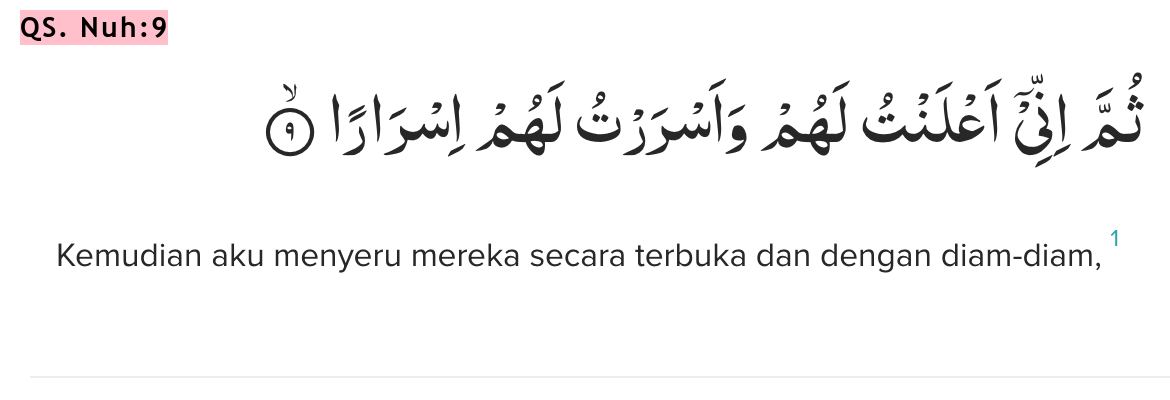 QS. Nuh:9
ثُمَّ اِنِّيْٓ اَعْلَنْتُ لَهُمْ وَاَسْرَرْتُ لَهُمْ اِسْرَارًا ۙ ٩
Kemudian aku menyeru mereka secara terbuka dan dengan diam-diam, 1